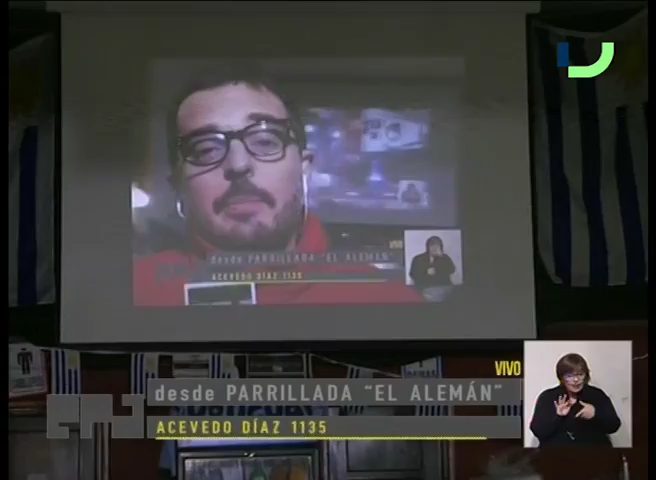 desde PARRILLADA "EL ALEMÁN"
ACEVEDO DÍAZ 1135
VIVO
desde PARRILLADA "EL ALEMÁN"
ACEVEDO DÍAZ 1135